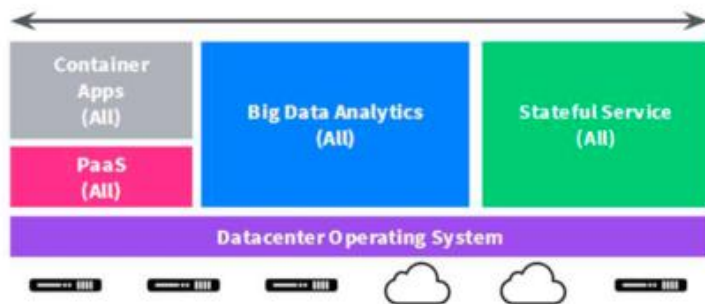 Container
Apps
(All)
PaaS
(All)
Big Data Analytics
(All)
Stateful Service
(All)
Datacenter Operating System